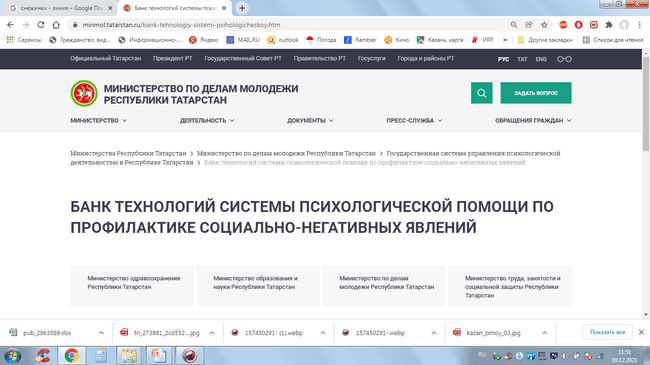 снежинки - линия – Google По
Банк технологий системы психо
minmol.tatarstan.ru/bank-tehnologiy-sistemi-psihologicheskoy.htm
Сервисы Гражданство, вид... Информационно-... Яндекс MAIL.RU outlook Погода Rambler Кино Казань, карта ИРР » Другие закладки Список для чтения
Официальный Татарстан Президент РТ Государственный Совет РТ Правительство РТ Госуслуги Города и районы РТ РУС ТАТ ENG
МИНИСТЕРСТВО ПО ДЕЛАМ МОЛОДЕЖИ
РЕСПУБЛИКИ ТАТАРСТАН
ЗАДАТЬ ВОПРОС
МИНИСТЕРСТВО ДЕЯТЕЛЬНОСТЬ ДОКУМЕНТЫ ПРЕСС-СЛУЖБА ОБРАЩЕНИЯ ГРАЖДАН
Министерства Республики Татарстан > Министерство по делам молодежи Республики Татарстан > Государственная система управления психологической
деятельностью в Республике Татарстан > Банк технологий системы психологической помощи по профилактике социально-негативных явлений
БАНК ТЕХНОЛОГИЙ СИСТЕМЫ ПСИХОЛОГИЧЕСКОЙ ПОМОЩИ ПО
ПРОФИЛАКТИКЕ СОЦИАЛЬНО-НЕГАТИВНЫХ ЯВЛЕНИЙ
Министерство здравоохранения
Республики Татарстан
Министерство образования и
науки Республики Татарстан
Министерство по делам
молодежи Республики Татарстан
Министерство труда, занятости и
социальной защиты Республики
Татарстан
pub_2863569.xlsx tn_273881_2cd552....jpg 157450291- (1).webp 157450291-.webp kazan_zimoy_03.jpg Показать все
RU
11:51
10.12.2021